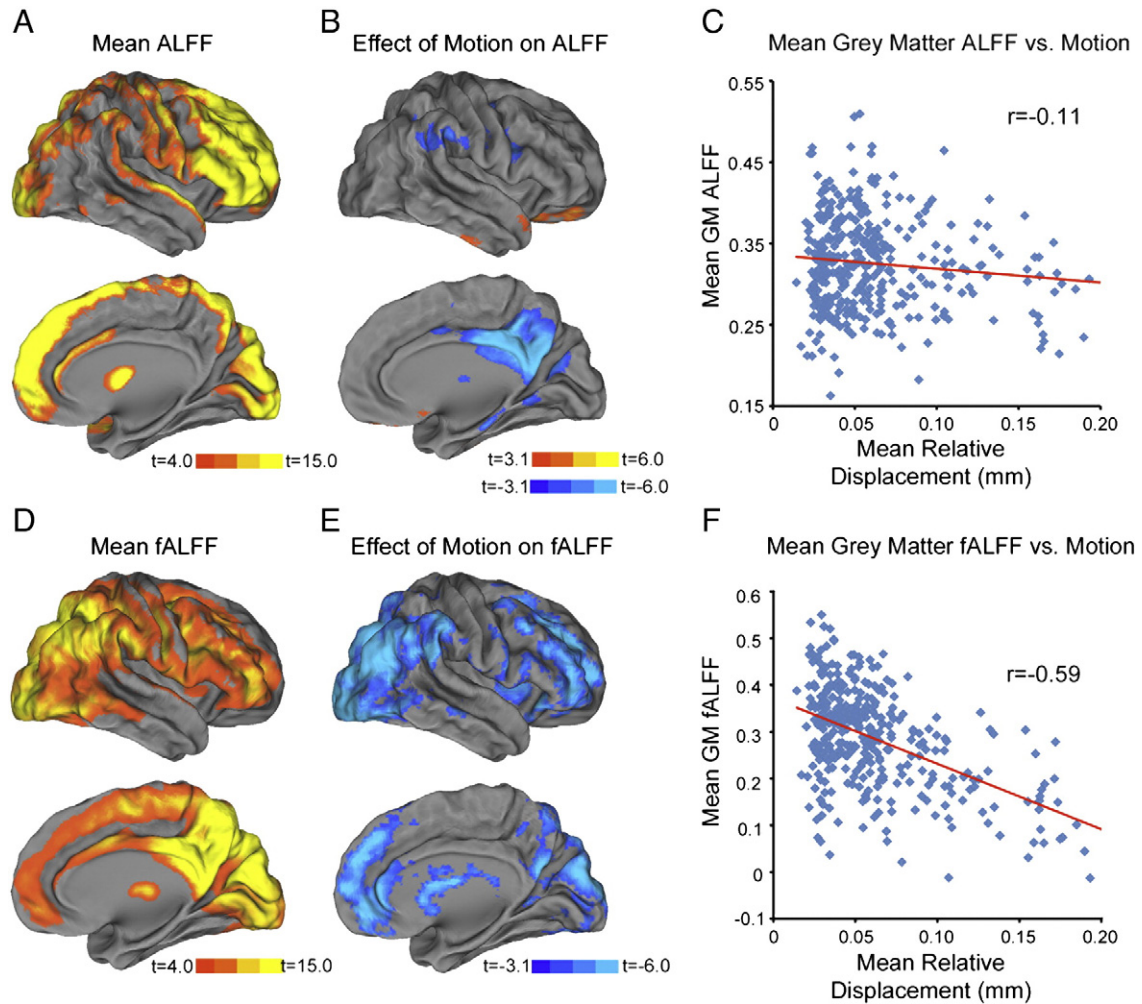 A
Mean ALFF
B
Effect of Motion on ALFF
C
Mean Grey Matter ALFF vs. Motion
0.55
0.45
0.35
0.25
0.15
Mean GM ALFF
r=-0.11
0.05 0.10 0.15 0.20
Mean Relative
Displacement (mm)
t=4.0 t=15.0
t=3.1 t=6.0
t=-3.1 t=-6.0
D
Mean fALFF
E
Effect of Motion on fALFF
F
Mean Grey Matter fALFF vs. Motion
0.6
0.5
0.4
0.3
0.2
0.1
0
-0.1
Mean GM fALFF
r=-0.59
0.05 0.10 0.15 0.20
Mean Relative
Displacement (mm)
t=4.0 t=15.0
t=-3.1 t=-6.0